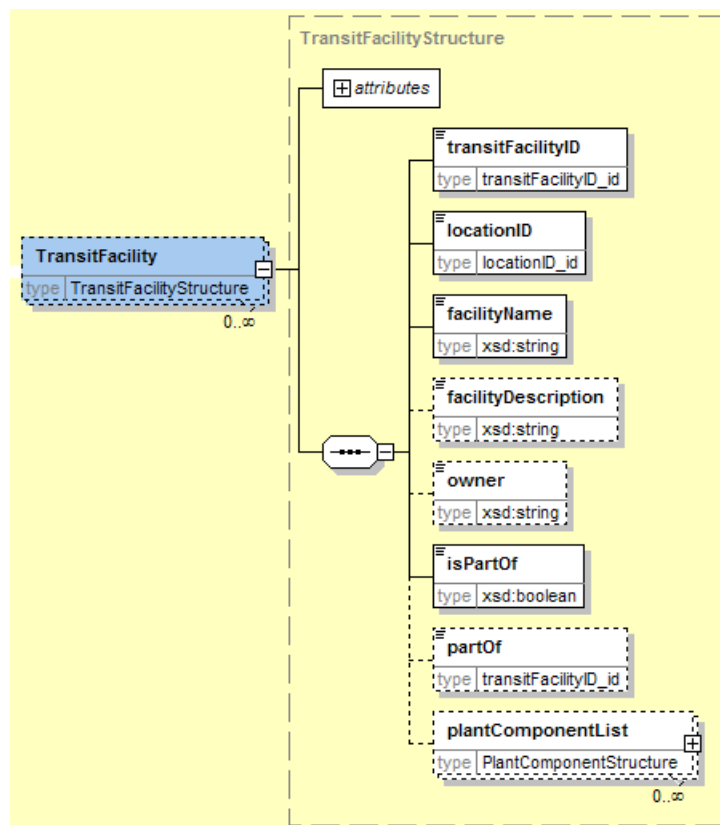 TransitFacilityStructure
attributes
transitFacilityID
type transitFacilityID_id
locationID
type locationID_id
TransitFacility
type TransitFacilityStructure
0..∞
facilityName
type xsd:string
facilityDescription
type xsd:string
owner
type xsd:string
isPartOf
type xsd:boolean
partOf
type transitFacilityID_id
plantComponentList
type PlantComponentStructure
0..∞